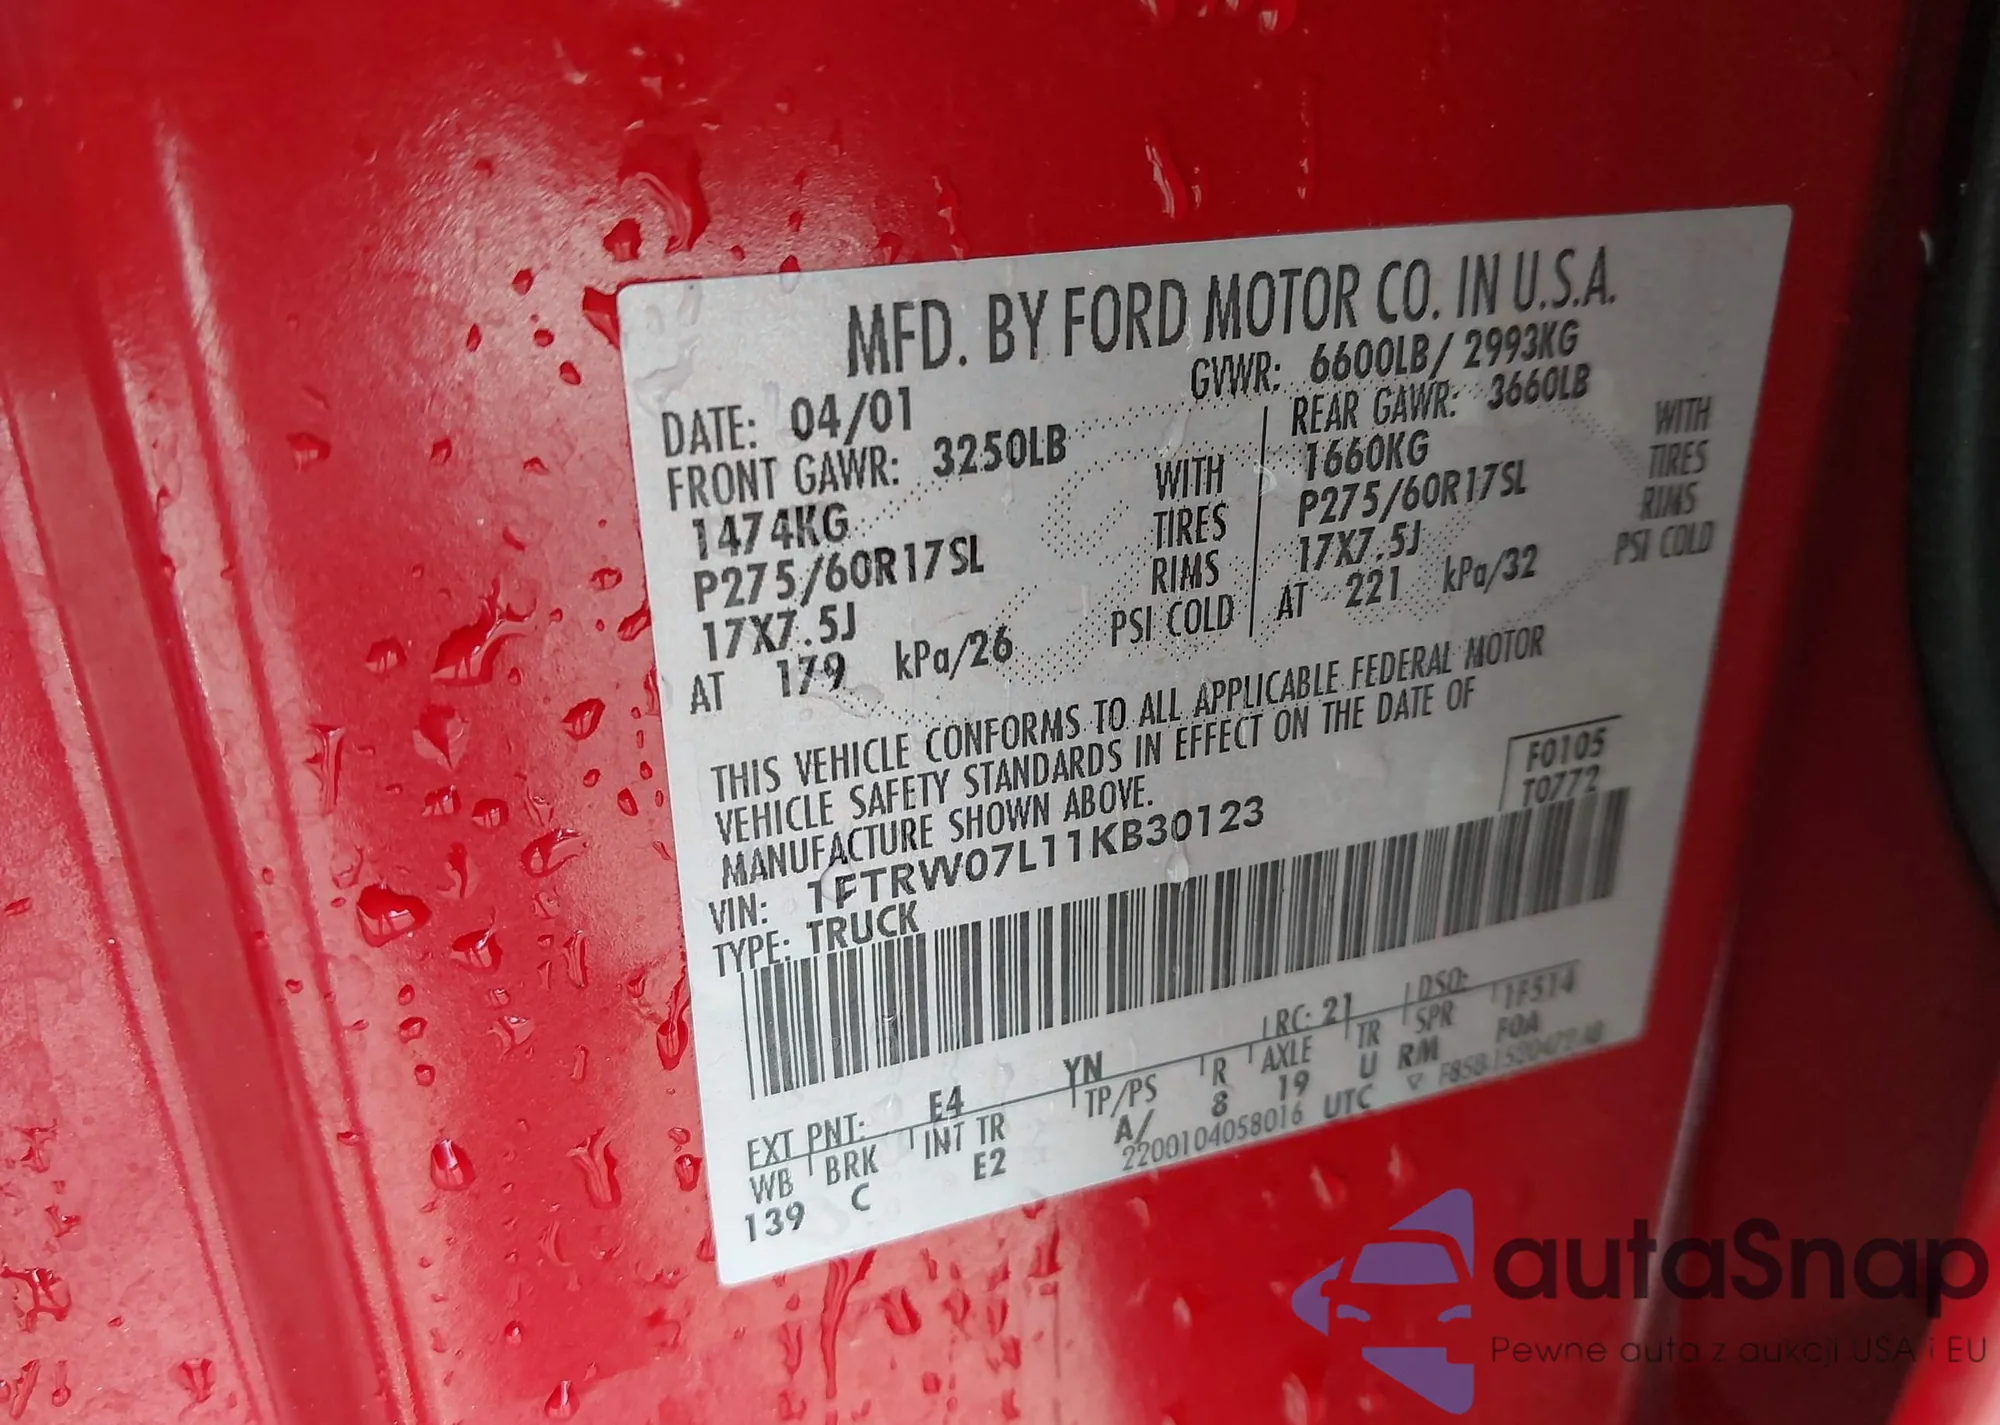 MFD. BY FORD MOTOR CO. IN U.S.A.
DATE: 04/01 GVWR: 6600LB/ 2993KG
FRONT GAWR: 3250LB REAR GAWR: 3660LB
1474KG WITH 1660KG WITH
P275/60R17SL TIRES P275/60R17SL TIRES
17X7.5J RIMS 17X7.5J RIMS
AT 179 kPa/26 PSI COLD AT 221 kPa/32 PSI COLD
THIS VEHICLE CONFORMS TO ALL APPLICABLE FEDERAL MOTOR
VEHICLE SAFETY STANDARDS IN EFFECT ON THE DATE OF
MANUFACTURE SHOWN ABOVE.
F0105
T0772
VIN: 1FTRW07L11KB30123
TYPE: TRUCK
EXT PNT: E4 YN RC: 21 DSO: 1F514
WB BRK INT TR TP/PS R AXLE TR SPR
139 C E2 A/ 8 19 U RM FOA
2200104058016 UTC
autaSnap
Pewne auta z aukcji USA i EU